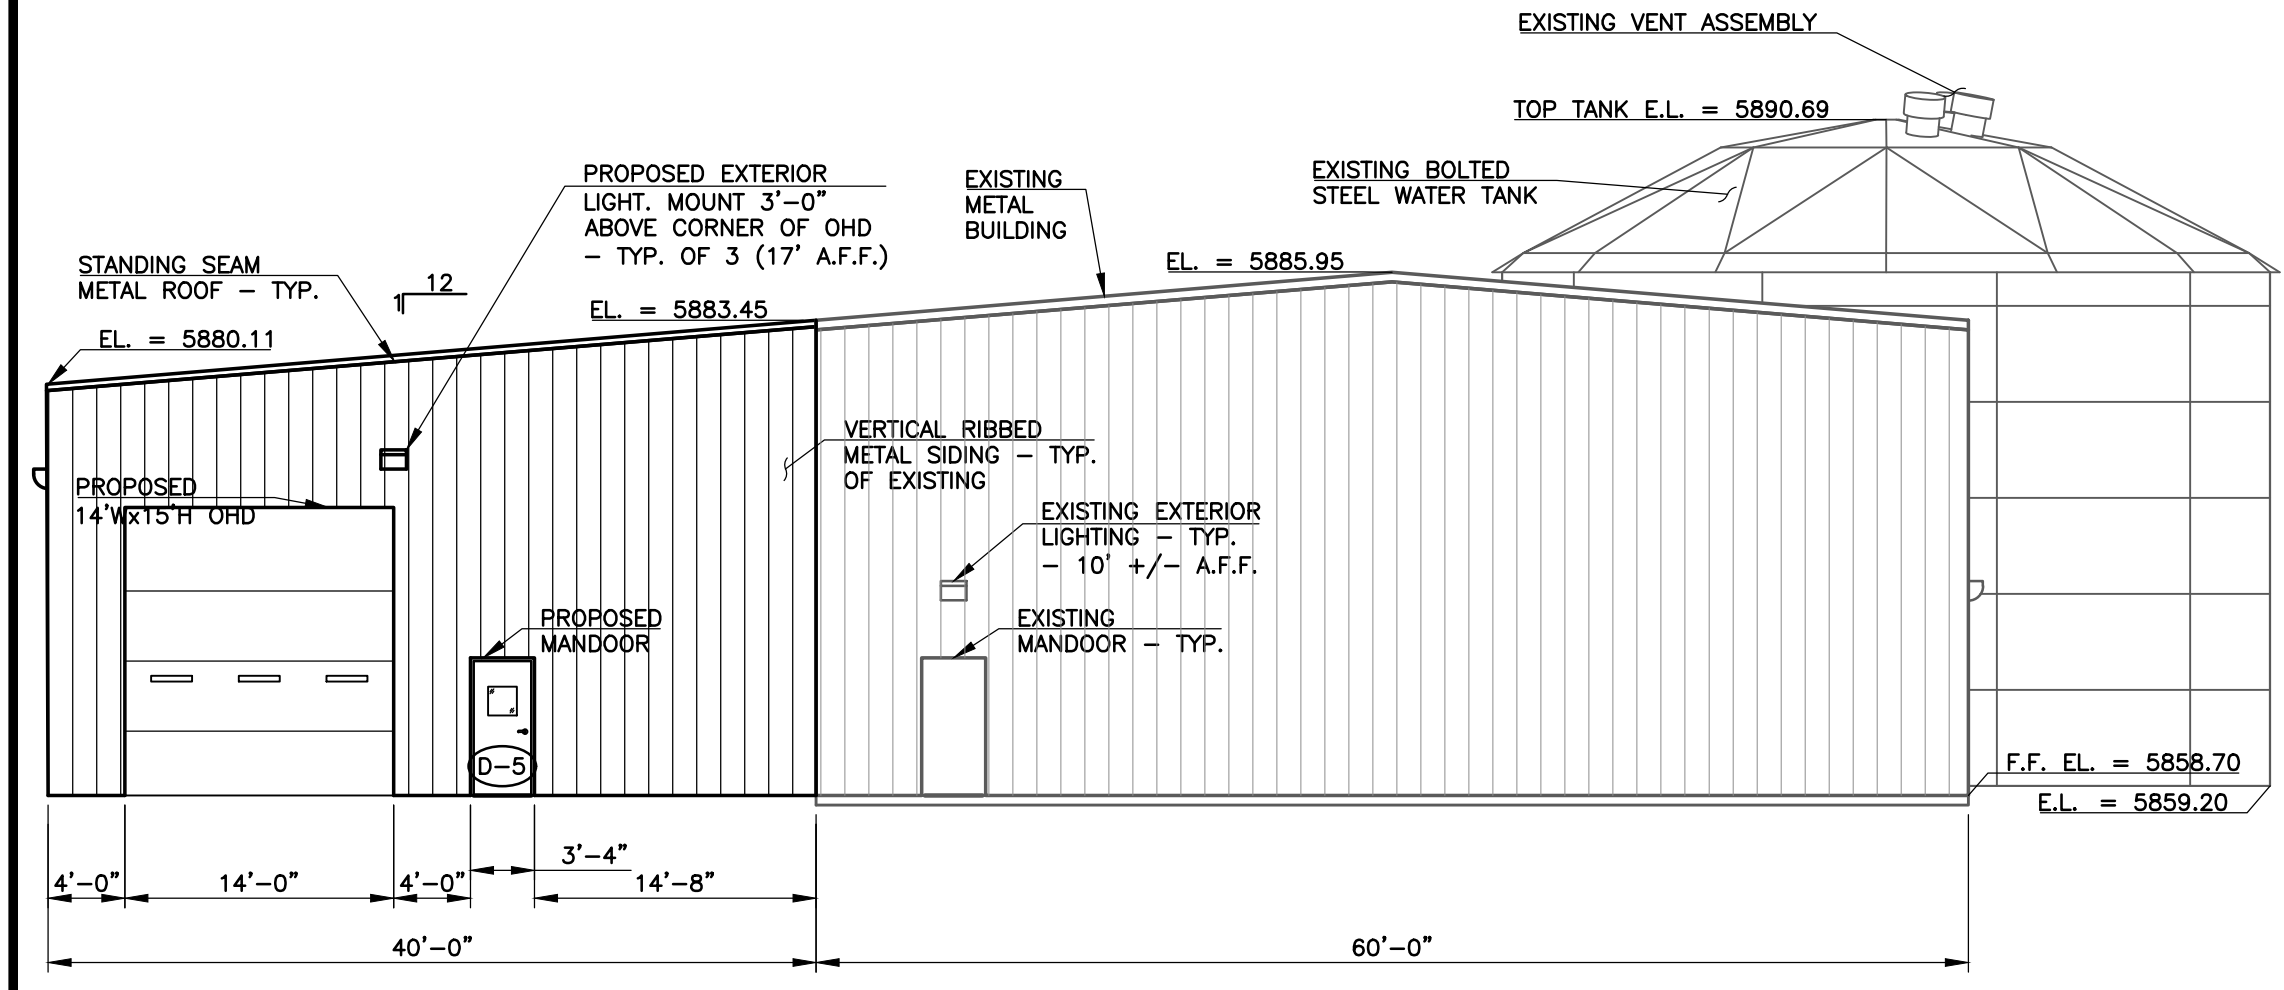 EXISTING VENT ASSEMBLY
TOP TANK E.L. = 5890.69
EXISTING BOLTED
STEEL WATER TANK
PROPOSED EXTERIOR
LIGHT. MOUNT 3'-0"
ABOVE CORNER OF OHD
- TYP. OF 3 (17' A.F.F.)
EXISTING
METAL
BUILDING
STANDING SEAM
METAL ROOF - TYP.
12
1
EL. = 5885.95
EL. = 5883.45
EL. = 5880.11
VERTICAL RIBBED
METAL SIDING - TYP.
OF EXISTING
PROPOSED
14'Wx15'H OHD
EXISTING EXTERIOR
LIGHTING - TYP.
- 10' +/- A.F.F.
PROPOSED
MANDOOR
EXISTING
MANDOOR - TYP.
D-5
F.F. EL. = 5858.70
E.L. = 5859.20
3'-4"
4'-0"
14'-0"
4'-0"
14'-8"
40'-0"
60'-0"